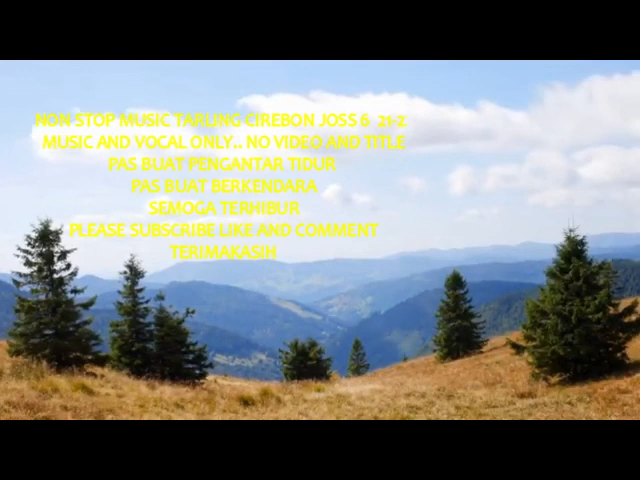 NON STOP MUSIC TARLING CIREBON JOSS 6 21-2
MUSIC AND VOCAL ONLY.. NO VIDEO AND TITLE
PAS BUAT PENGANTAR TIDUR
PAS BUAT BERKENDARA
SEMOGA TERHIBUR
PLEASE SUBSCRIBE LIKE AND COMMENT
TERIMAKASIH